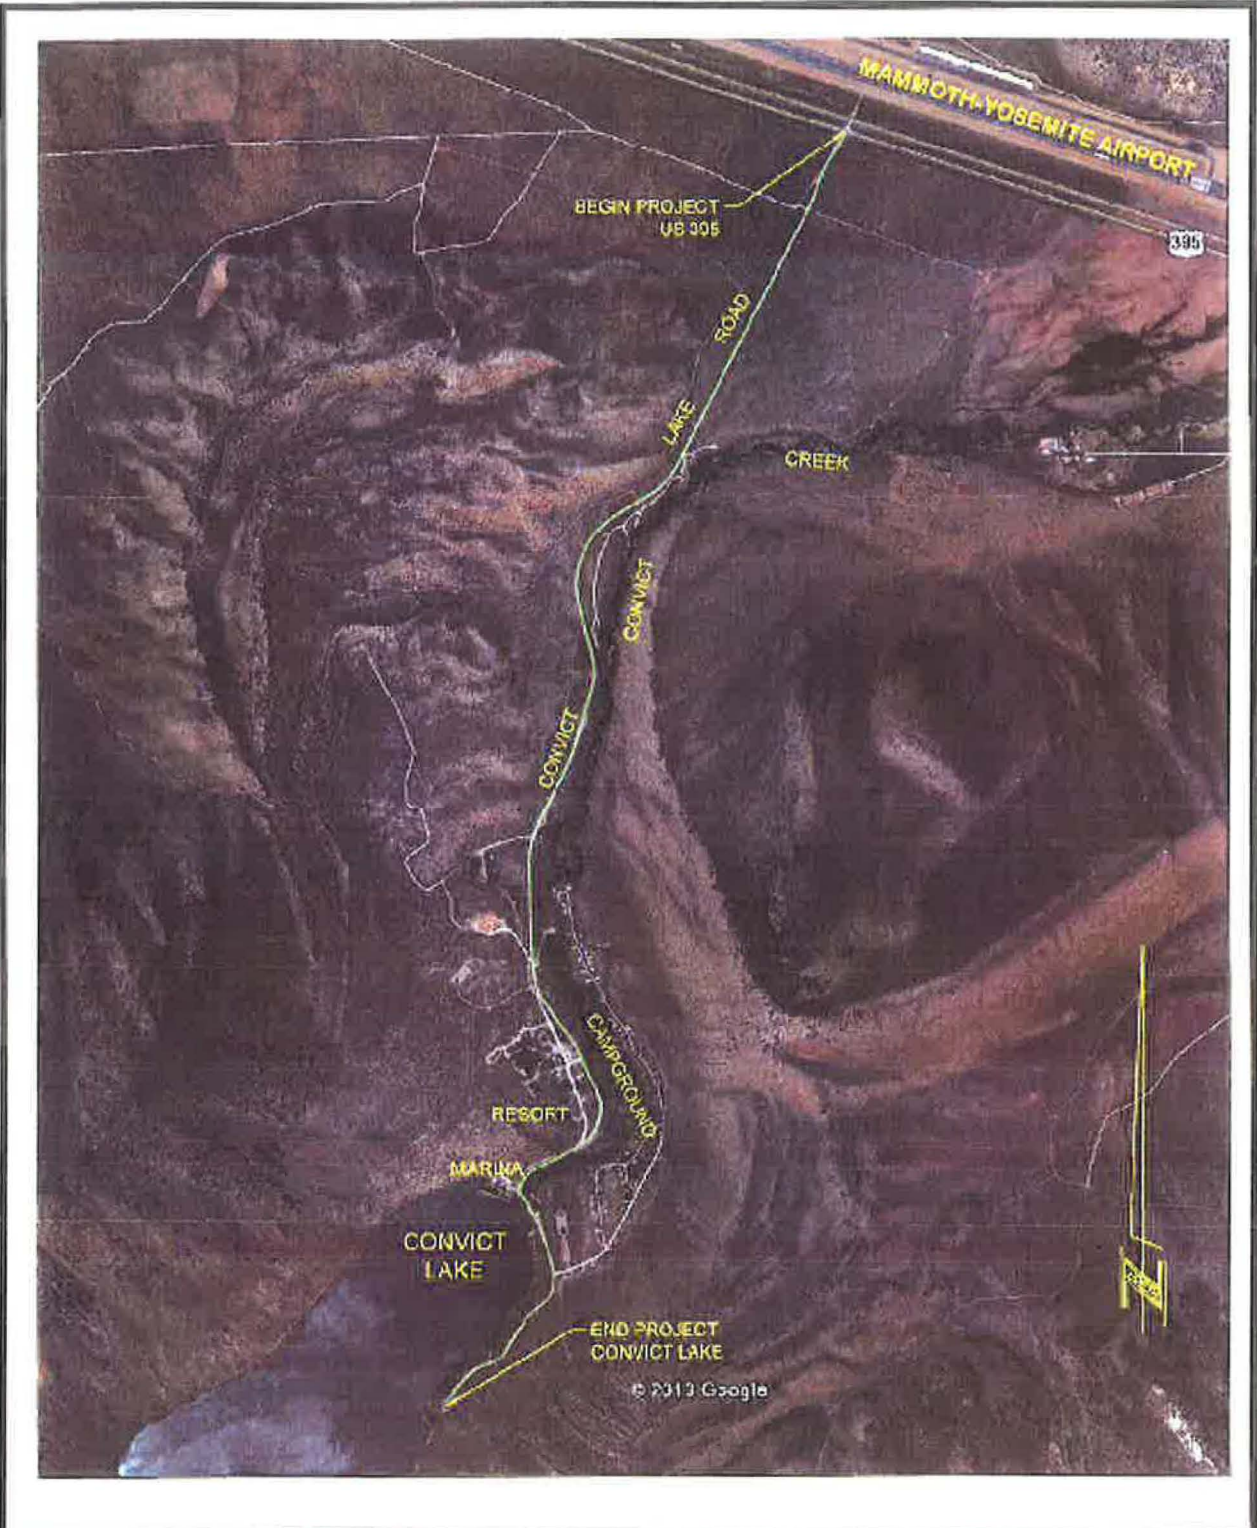 MAMMOTH-YOSEMITE AIRPORT
BEGIN PROJECT
US 395
395
ROAD
LAKE
CREEK
CONVICT
CONVICT
CAMPGROUND
RESORT
MARINA
CONVICT
LAKE
END PROJECT
CONVICT LAKE
© 2013 Google